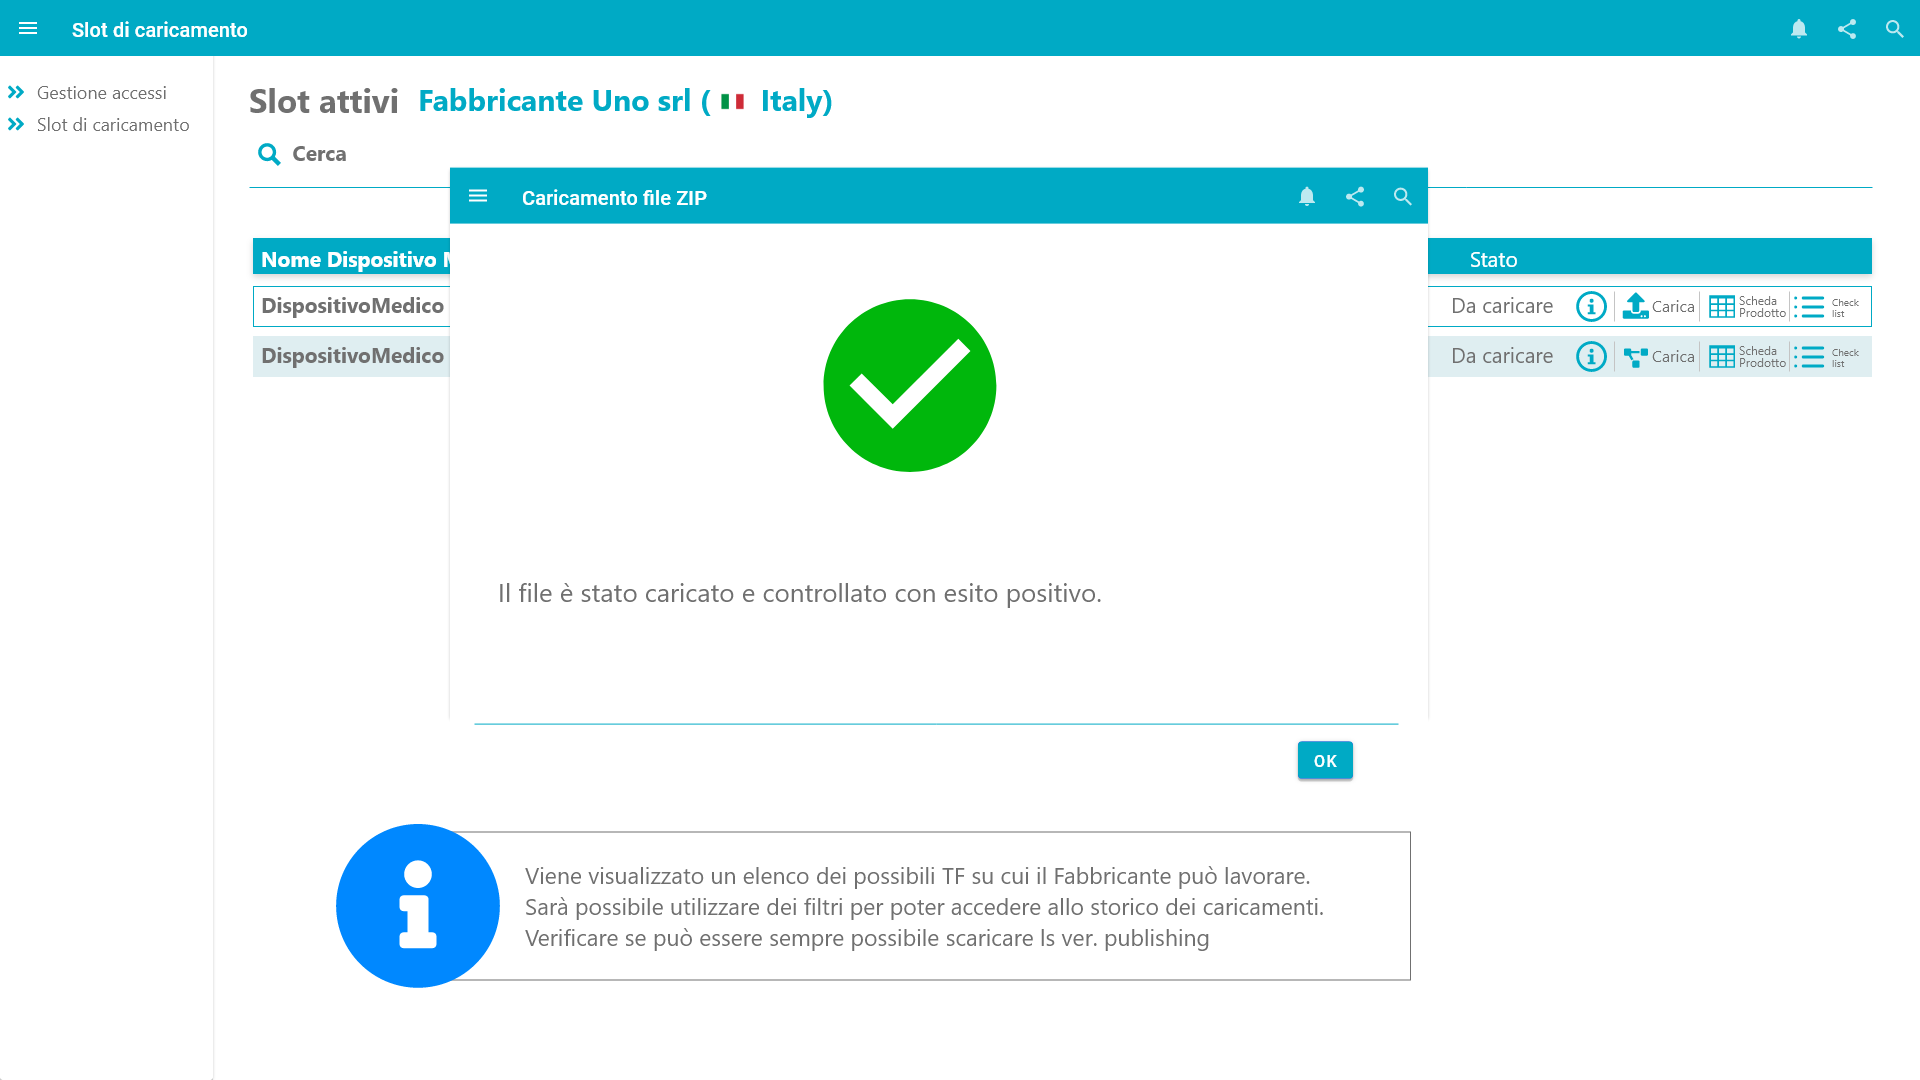 Slot di caricamento
Gestione accessi
Slot di caricamento
Slot attivi Fabbricante Uno srl ( Italy)
Cerca
Caricamento file ZIP
Nome Dispositivo
Stato
DispositivoMedico
Da caricare
Carica
Scheda
Prodotto
Check
list
DispositivoMedico
Da caricare
Carica
Scheda
Prodotto
Check
list
Il file è stato caricato e controllato con esito positivo.
OK
Viene visualizzato un elenco dei possibili TF su cui il Fabbricante può lavorare.
Sarà possibile utilizzare dei filtri per poter accedere allo storico dei caricamenti.
Verificare se può essere sempre possibile scaricare ls ver. publishing